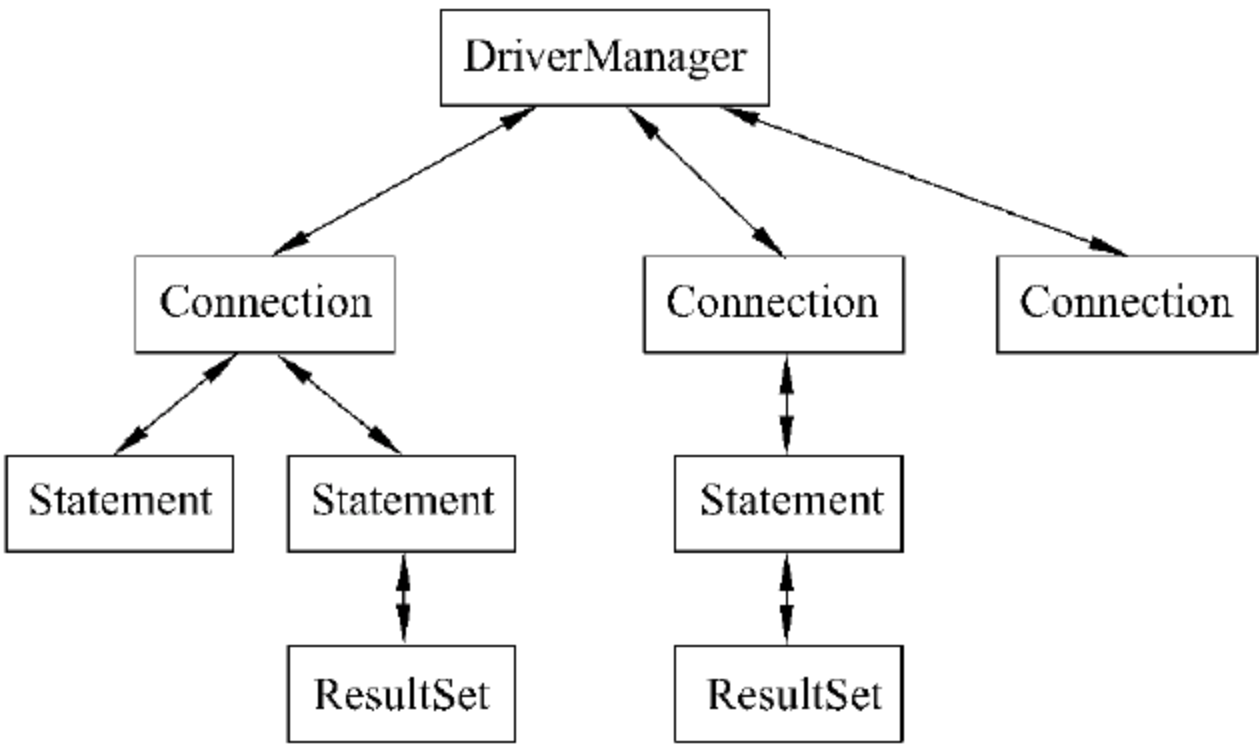 DriverManager
Connection
Connection
Connection
Statement
Statement
Statement
ResultSet
ResultSet